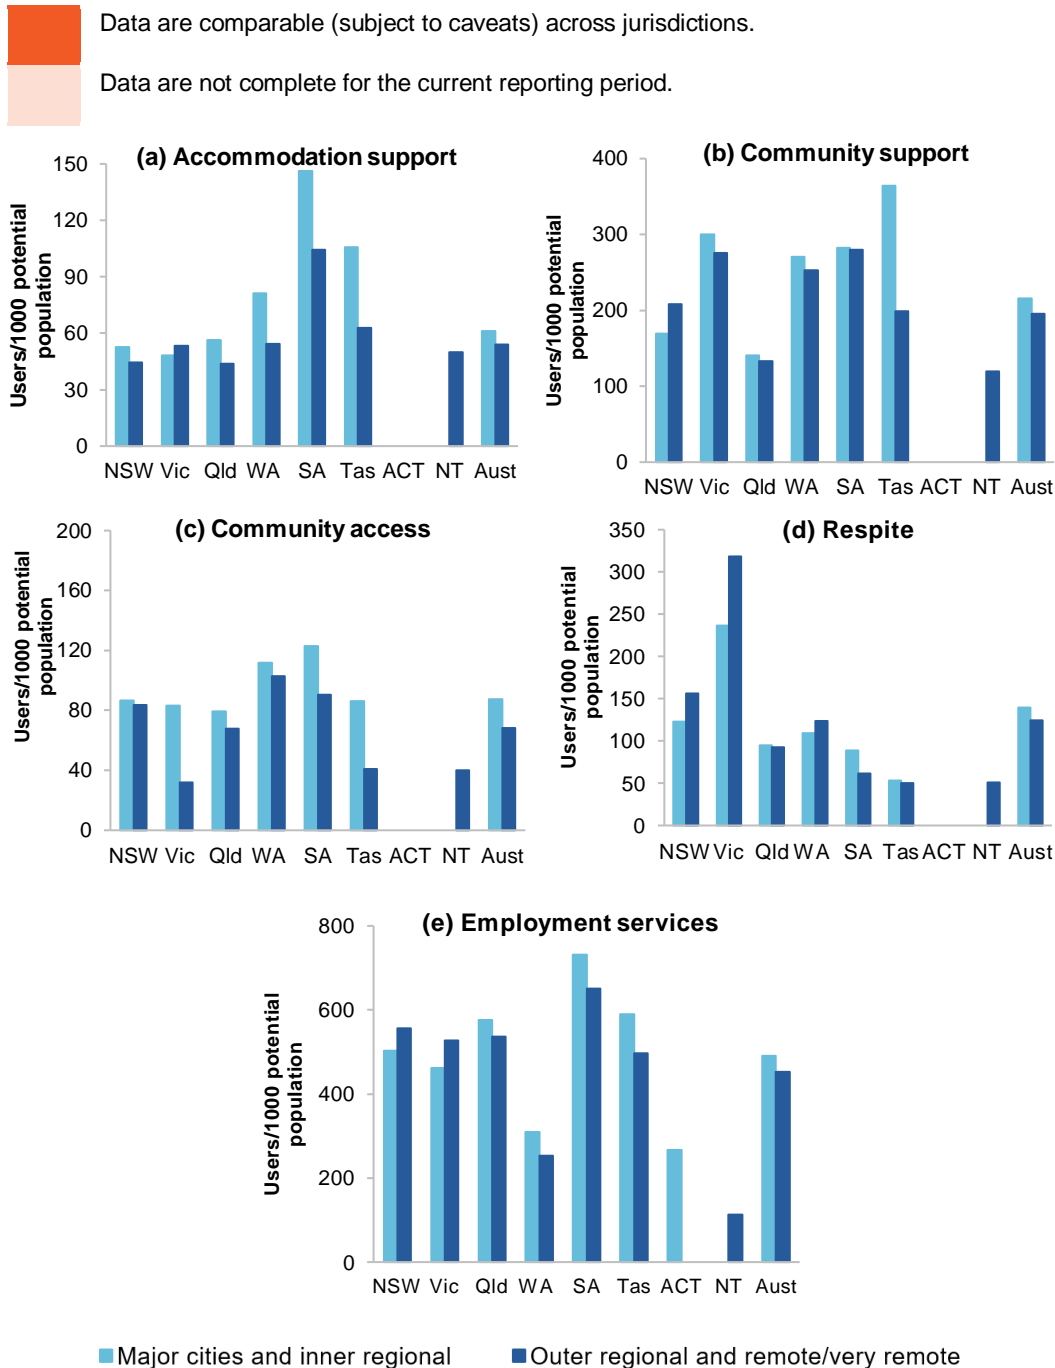 Data are comparable (subject to caveats) across jurisdictions.
Data are not complete for the current reporting period.
(a) Accommodation support
Users/1000 potential
population
150
120
90
60
30
0
NSW Vic Qld WA SA Tas ACT NT Aust
(b) Community support
Users/1000 potential
population
400
300
200
100
0
NSW Vic Qld WA SA Tas ACT NT Aust
(c) Community access
Users/1000 potential
population
200
160
120
80
40
0
NSW Vic Qld WA SA Tas ACT NT Aust
(d) Respite
Users/1000 potential
population
350
300
250
200
150
100
50
0
NSW Vic Qld WA SA Tas ACT NT Aust
(e) Employment services
Users/1000 potential
population
800
600
400
200
0
NSW Vic Qld WA SA Tas ACT NT Aust
Major cities and inner regional
Outer regional and remote/very remote